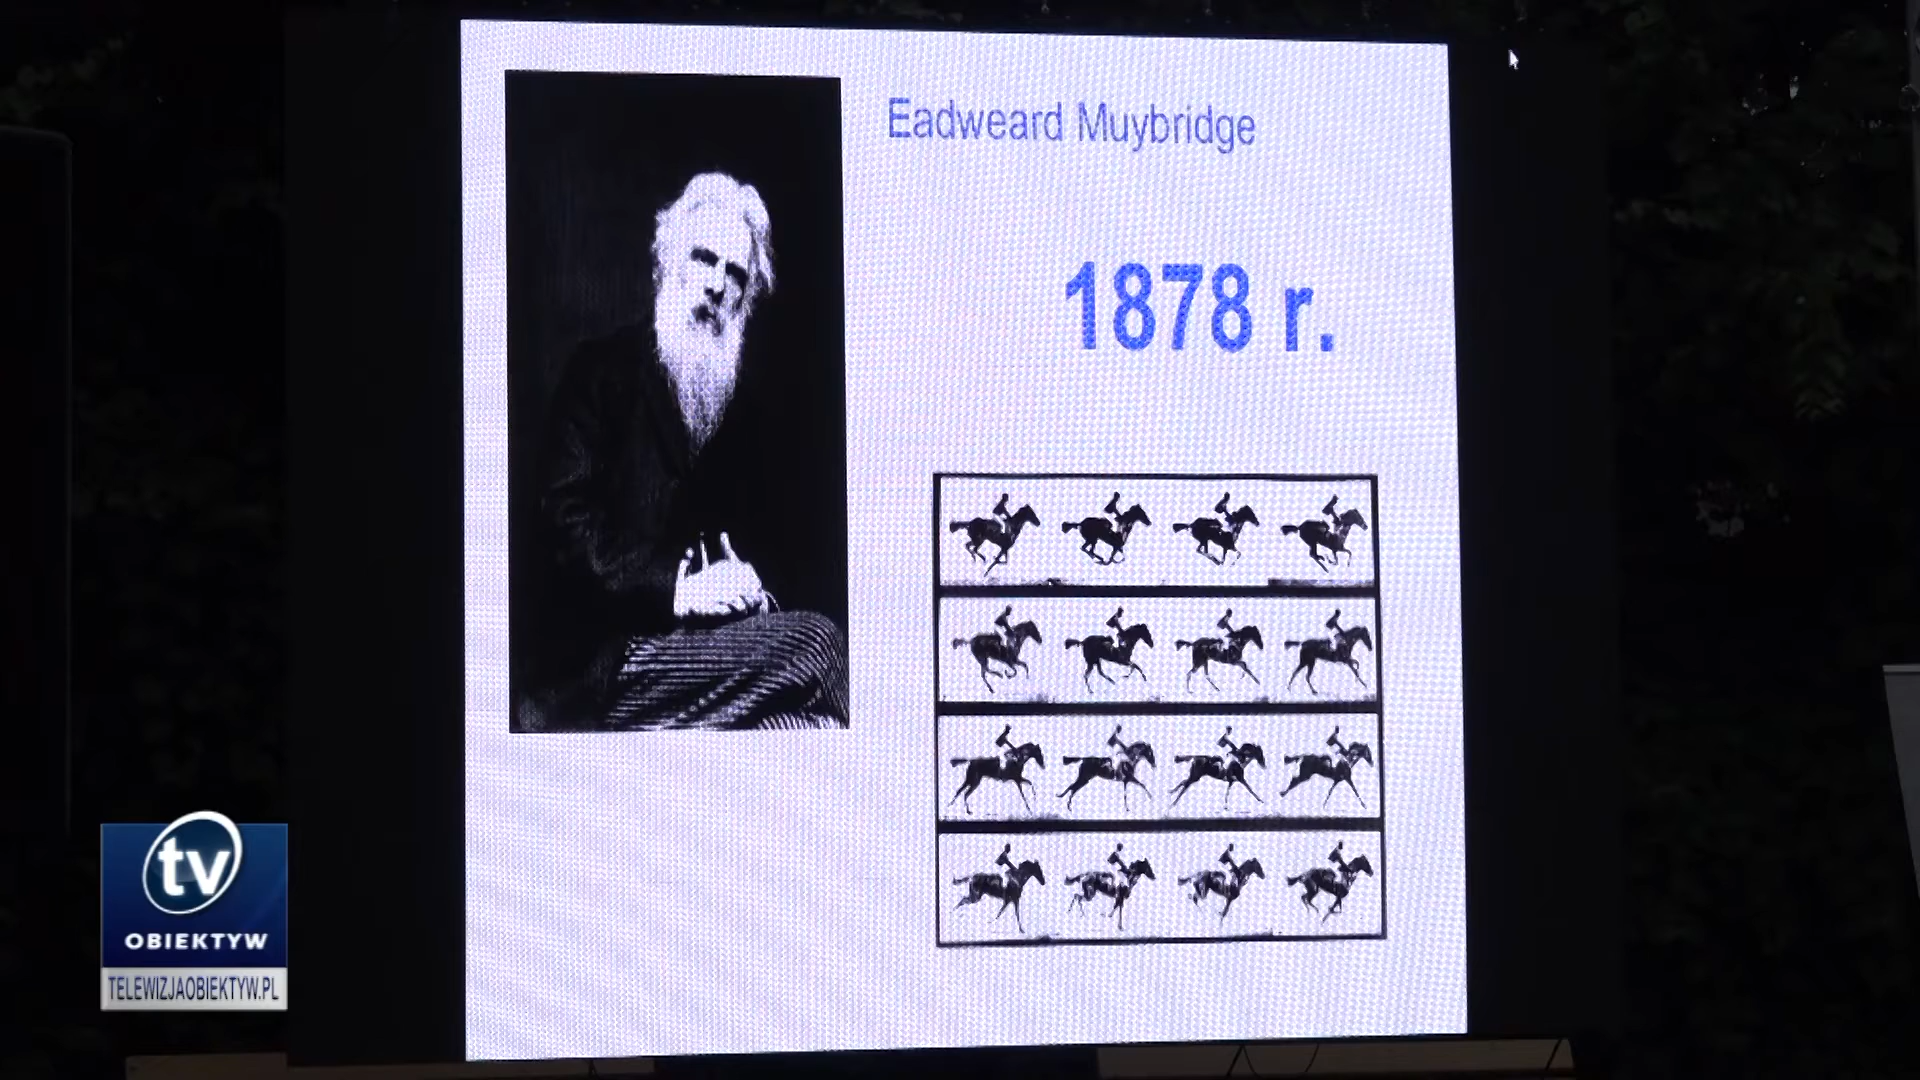 Eadweard Muybridge
1878 r.
tv
OBIEKTYW
TELEWIZJAOBIEKTYW.PL